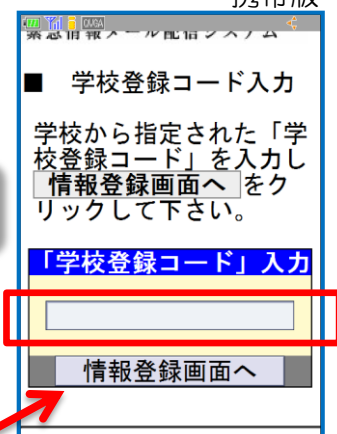 携帯版
緊急情報メール配信システム
■ 学校登録コード入力
学校から指定された「学
校登録コード」を入力し
情報登録画面へ をク
リックして下さい。
「学校登録コード」入力
情報登録画面へ